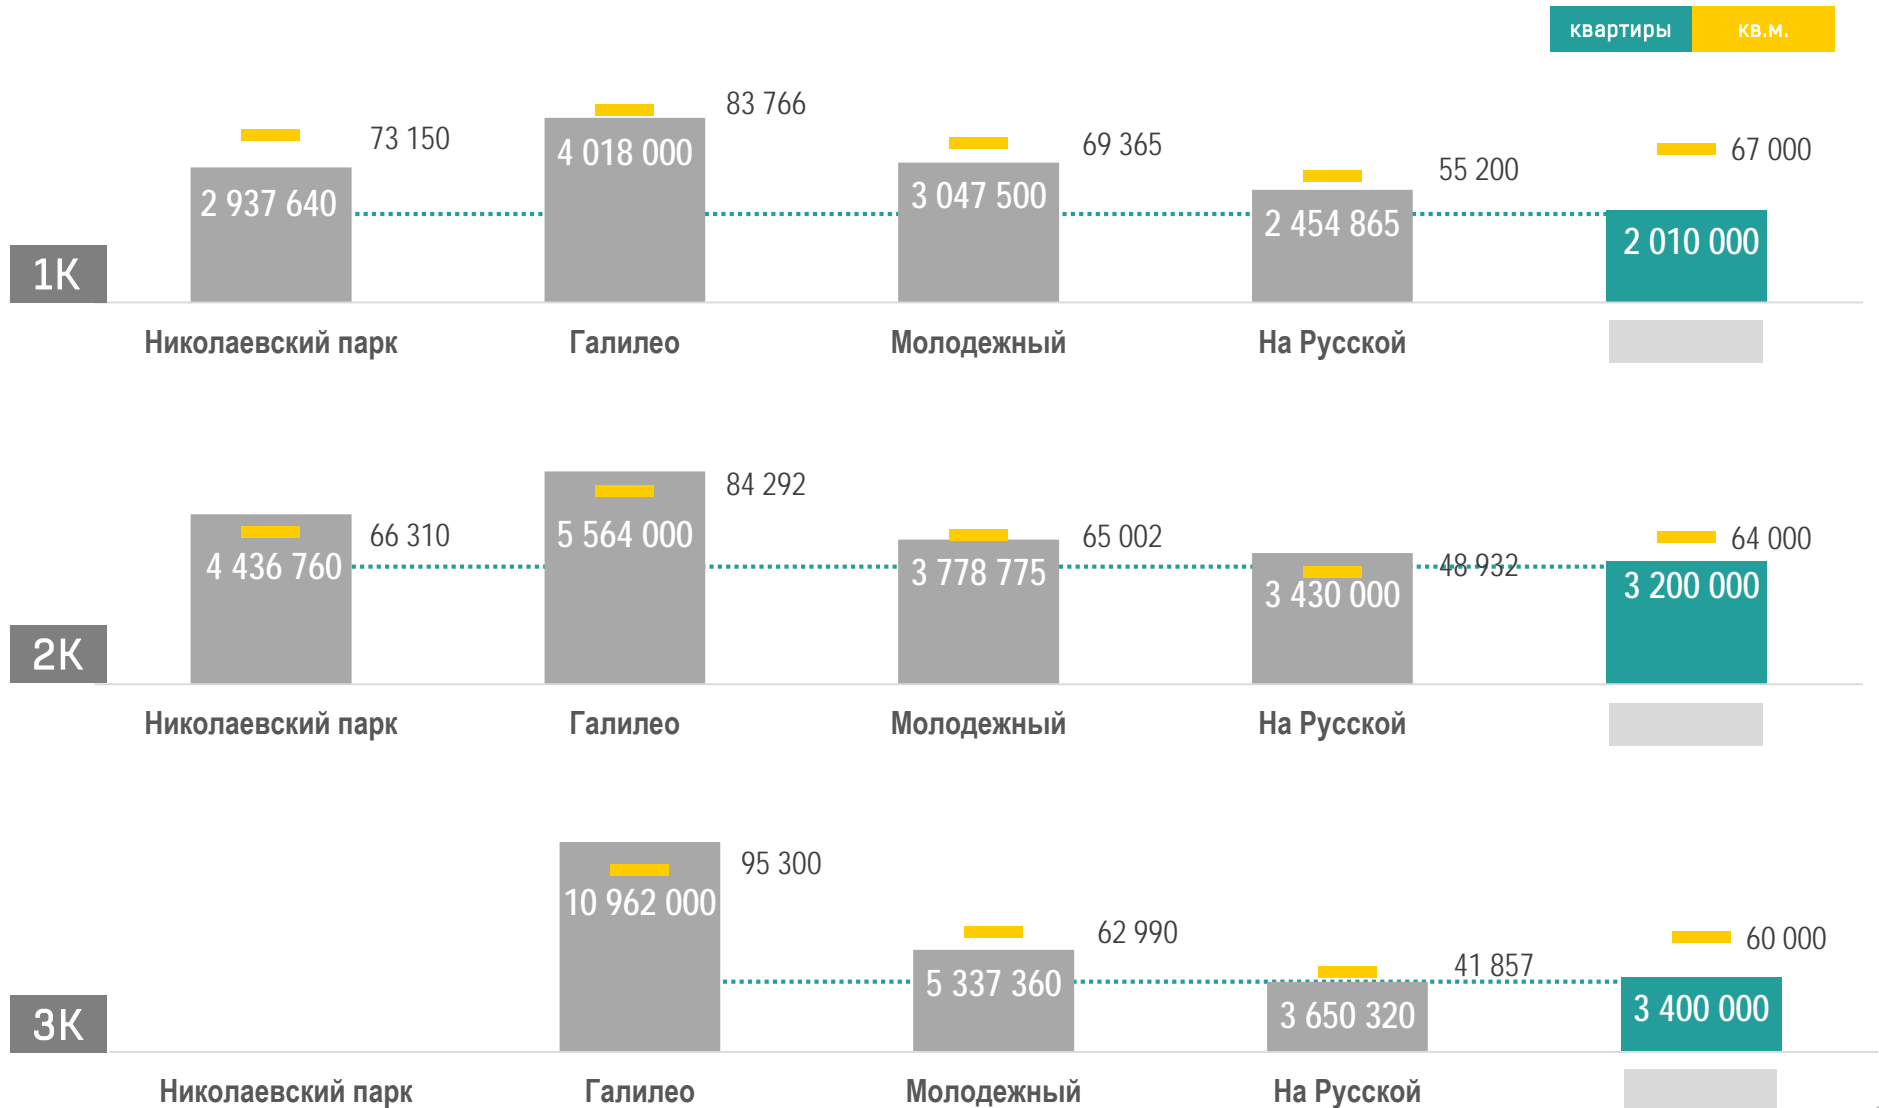 квартиры кв.м.
73 150 83 766 69 365 55 200 67 000
2 937 640 4 018 000 3 047 500 2 454 865 2 010 000
1К
Николаевский парк Галилео Молодежный На Русской
66 310 84 292 65 002 48 932 64 000
4 436 760 5 564 000 3 778 775 3 430 000 3 200 000
2К
Николаевский парк Галилео Молодежный На Русской
95 300 62 990 41 857 60 000
10 962 000 5 337 360 3 650 320 3 400 000
3К
Николаевский парк Галилео Молодежный На Русской